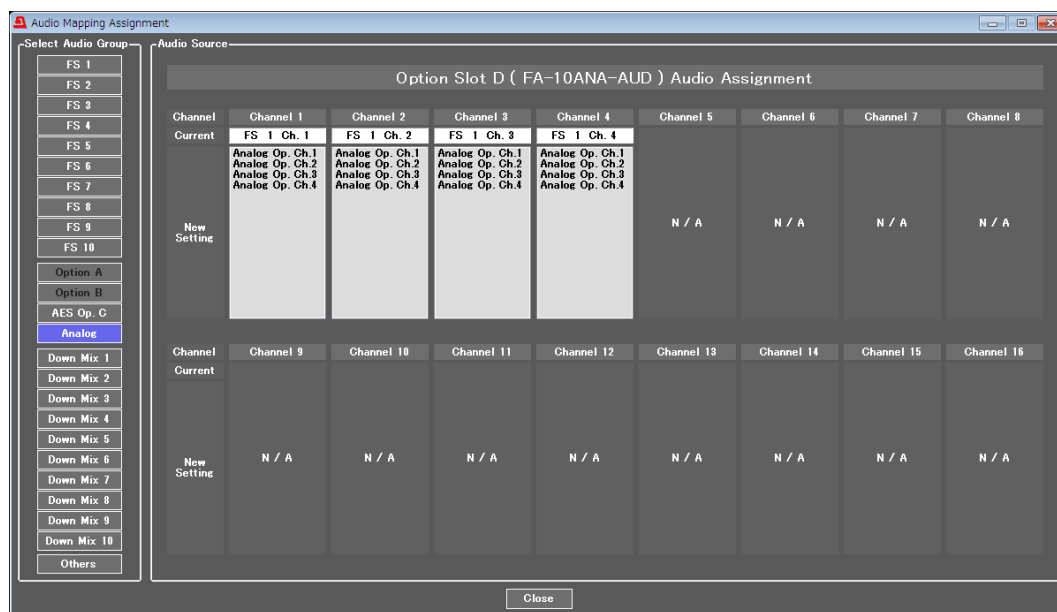 Audio Mapping Assignment
Select Audio Group
FS 1
FS 2
FS 3
FS 4
FS 5
FS 6
FS 7
FS 8
FS 9
FS 10
Option A
Option B
AES Op. C
Analog
Down Mix 1
Down Mix 2
Down Mix 3
Down Mix 4
Down Mix 5
Down Mix 6
Down Mix 7
Down Mix 8
Down Mix 9
Down Mix 10
Others
Audio Source
Option Slot D ( FA-10ANA-AUD ) Audio Assignment
Channel Channel 1 Channel 2 Channel 3 Channel 4 Channel 5 Channel 6 Channel 7 Channel 8
Current FS 1 Ch. 1 FS 1 Ch. 2 FS 1 Ch. 3 FS 1 Ch. 4
Analog Op. Ch.1 Analog Op. Ch.1 Analog Op. Ch.1 Analog Op. Ch.1
Analog Op. Ch.2 Analog Op. Ch.2 Analog Op. Ch.2 Analog Op. Ch.2
Analog Op. Ch.3 Analog Op. Ch.3 Analog Op. Ch.3 Analog Op. Ch.3
Analog Op. Ch.4 Analog Op. Ch.4 Analog Op. Ch.4 Analog Op. Ch.4
New
Setting
N / A N / A N / A N / A
Channel Channel 9 Channel 10 Channel 11 Channel 12 Channel 13 Channel 14 Channel 15 Channel 16
Current
New
Setting
N / A N / A N / A N / A N / A N / A N / A N / A
Close